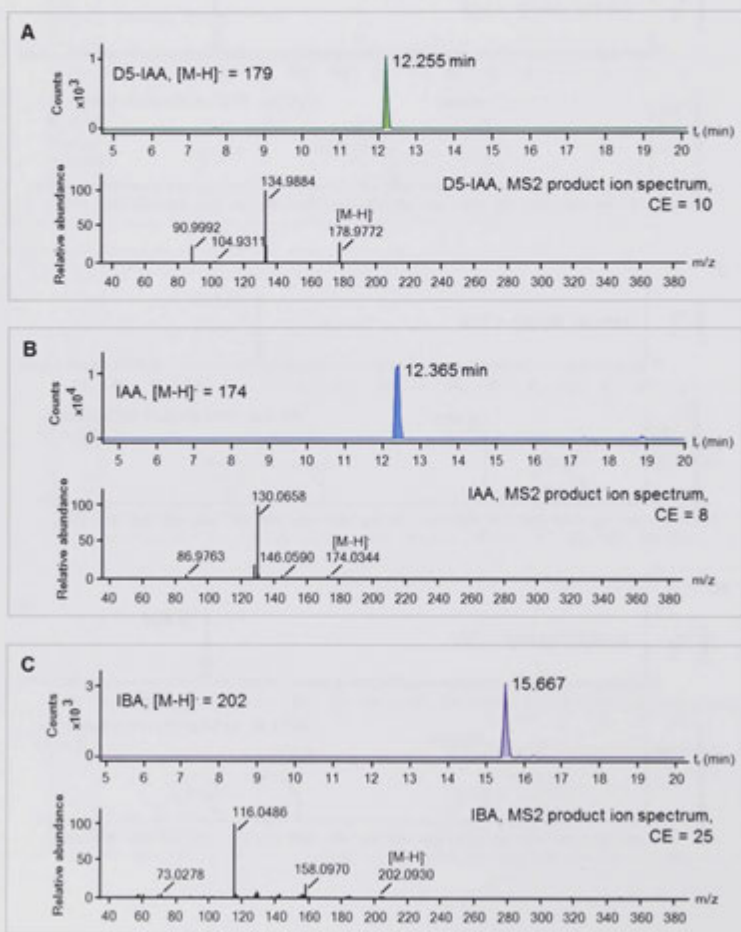 A
Counts
x10³
1
0
D5-IAA, [M-H]⁻ = 179
12.255 min
5 6 7 8 9 10 11 12 13 14 15 16 17 18 19 20
tᵣ (min)
Relative abundance
100
50
0
90.9992
104.9311
134.9884
[M-H]⁻
178.9772
D5-IAA, MS2 product ion spectrum,
CE = 10
40 60 80 100 120 140 160 180 200 220 240 260 280 300 320 340 360 380
m/z
B
Counts
x10⁴
1
0
IAA, [M-H]⁻ = 174
12.365 min
5 6 7 8 9 10 11 12 13 14 15 16 17 18 19 20
tᵣ (min)
Relative abundance
100
50
0
86.9763
130.0658
146.0590
[M-H]⁻
174.0344
IAA, MS2 product ion spectrum,
CE = 8
40 60 80 100 120 140 160 180 200 220 240 260 280 300 320 340 360 380
m/z
C
Counts
x10³
3
0
IBA, [M-H]⁻ = 202
15.667
5 6 7 8 9 10 11 12 13 14 15 16 17 18 19 20
tᵣ (min)
Relative abundance
100
50
0
73.0278
116.0486
158.0970
[M-H]⁻
202.0930
IBA, MS2 product ion spectrum,
CE = 25
40 60 80 100 120 140 160 180 200 220 240 260 280 300 320 340 360 380
m/z